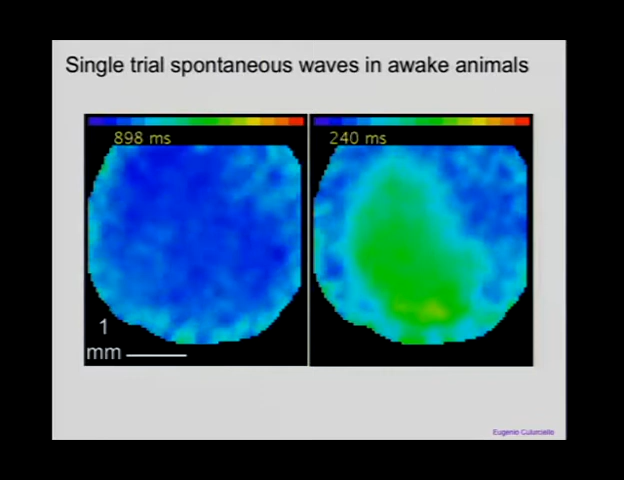 Single trial spontaneous waves in awake animals
898 ms
240 ms
1
mm
Eugenio Culurciello